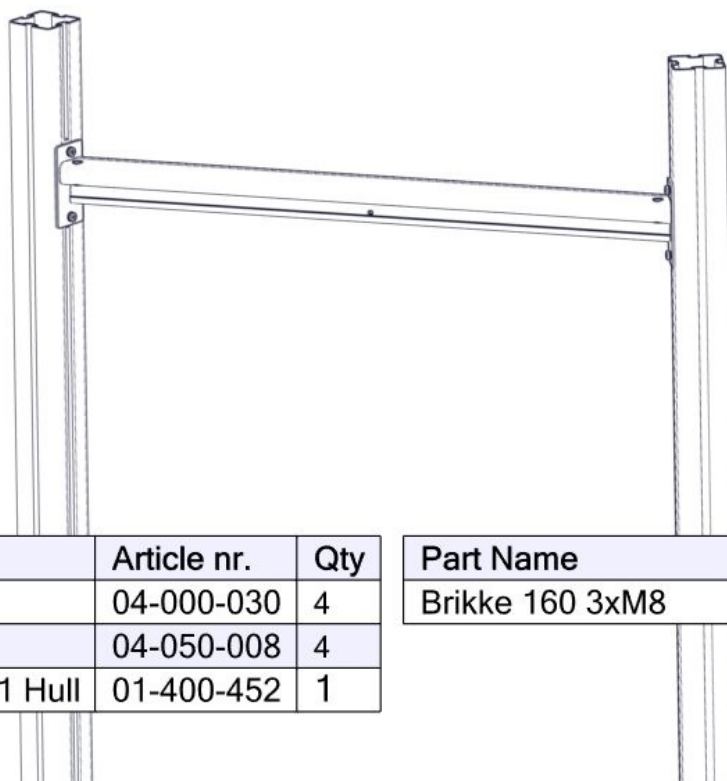 Article nr. Qty
04-000-030 4
04-050-008 4
1 Hull 01-400-452 1
Part Name
Brikke 160 3xM8